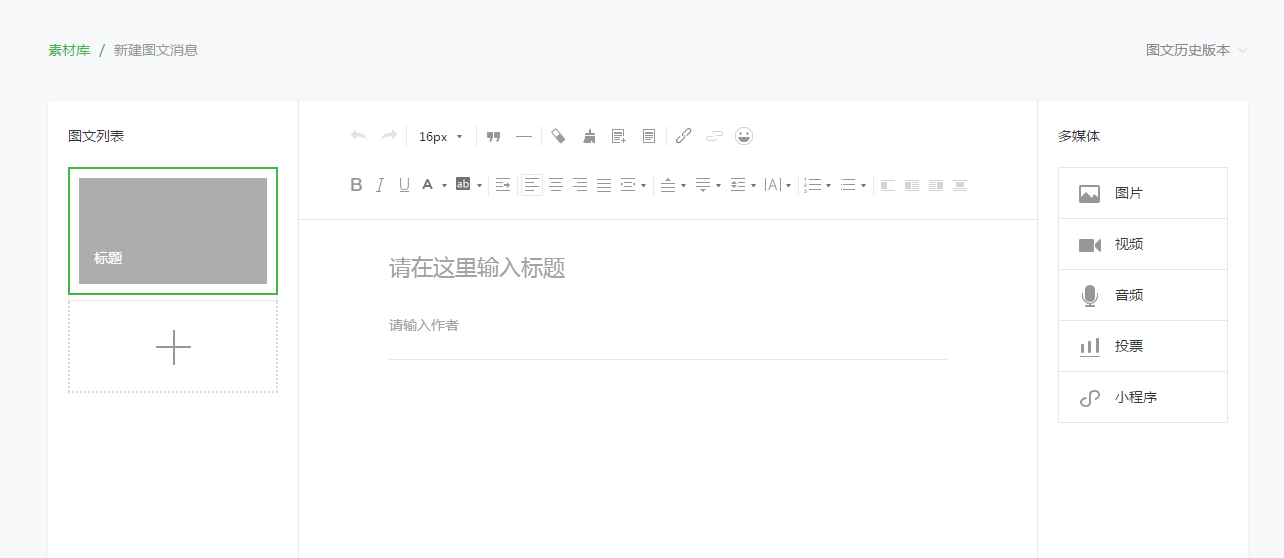 素材库 / 新建图文消息
图文历史版本
图文列表
标题
16px
B I U A ab
|A|
请在这里输入标题
请输入作者
多媒体
图片
视频
音频
投票
小程序